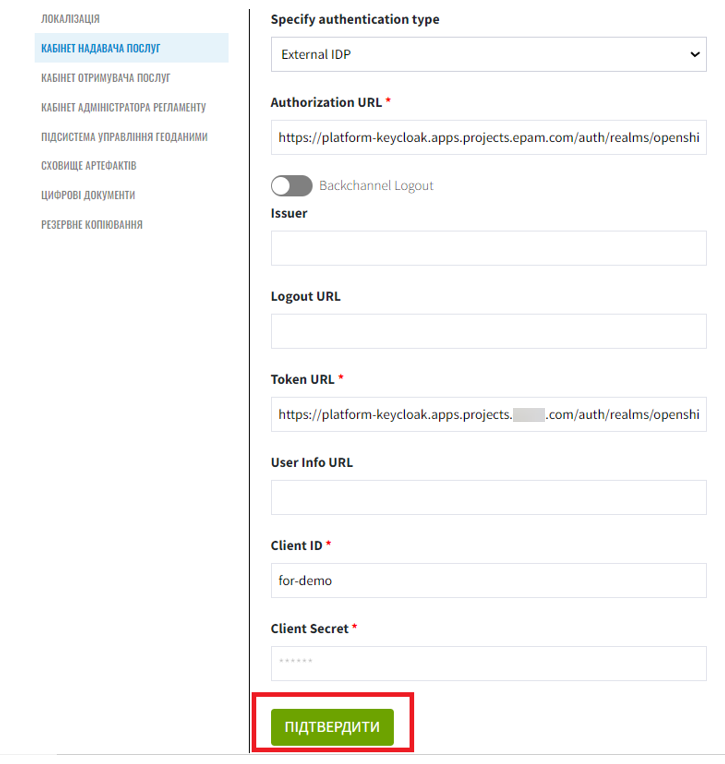 ЛОКАЛІЗАЦІЯ
КАБІНЕТ НАДАВАЧА ПОСЛУГ
КАБІНЕТ ОТРИМУВАЧА ПОСЛУГ
КАБІНЕТ АДМІНІСТРАТОРА РЕГЛАМЕНТУ
ПІДСИСТЕМА УПРАВЛІННЯ ГЕОДАНИМИ
СХОВИЩЕ АРТЕФАКТІВ
ЦИФРОВІ ДОКУМЕНТИ
РЕЗЕРВНЕ КОПІЮВАННЯ
Specify authentication type
External IDP
Authorization URL *
https://platform-keycloak.apps.projects.epam.com/auth/realms/openshi
Backchannel Logout
Issuer
Logout URL
Token URL *
https://platform-keycloak.apps.projects. .com/auth/realms/openshi
User Info URL
Client ID *
for-demo
Client Secret *
******
ПІДТВЕРДИТИ